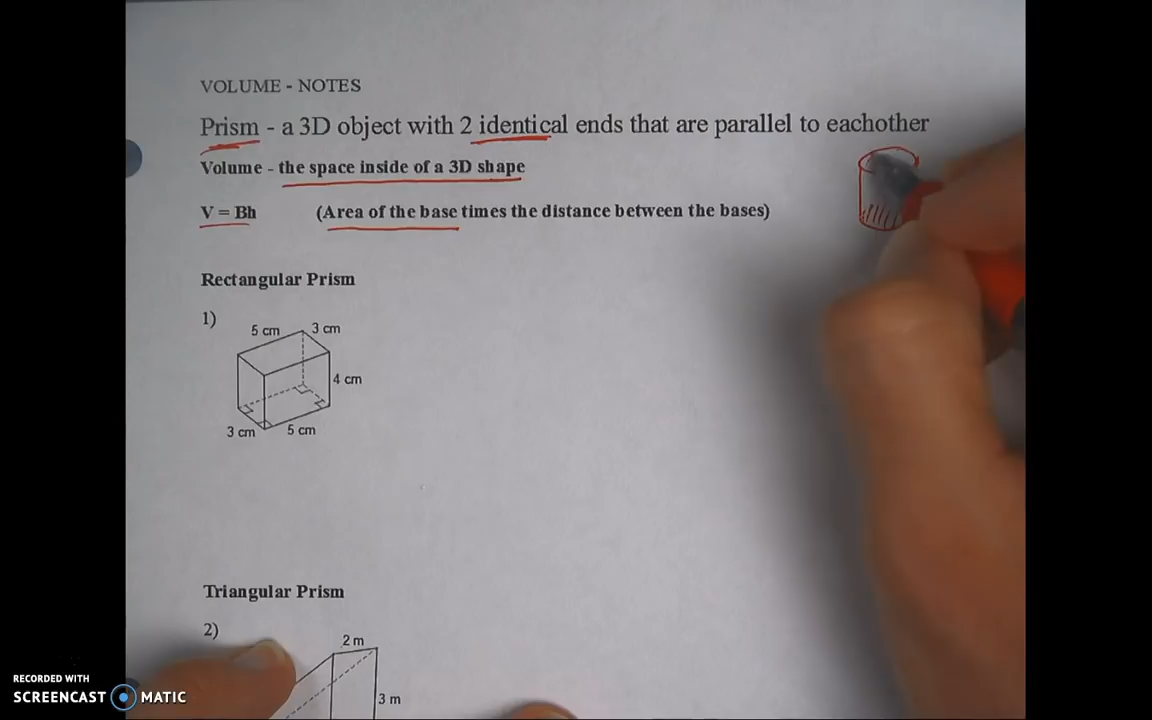 VOLUME - NOTES
Prism - a 3D object with 2 identical ends that are parallel to eachother
Volume - the space inside of a 3D shape
V = Bh (Area of the base times the distance between the bases)
Rectangular Prism
1)
5 cm 3 cm
4 cm
3 cm 5 cm
Triangular Prism
2)
2 m
3 m
RECORDED WITH
SCREENCAST MATIC